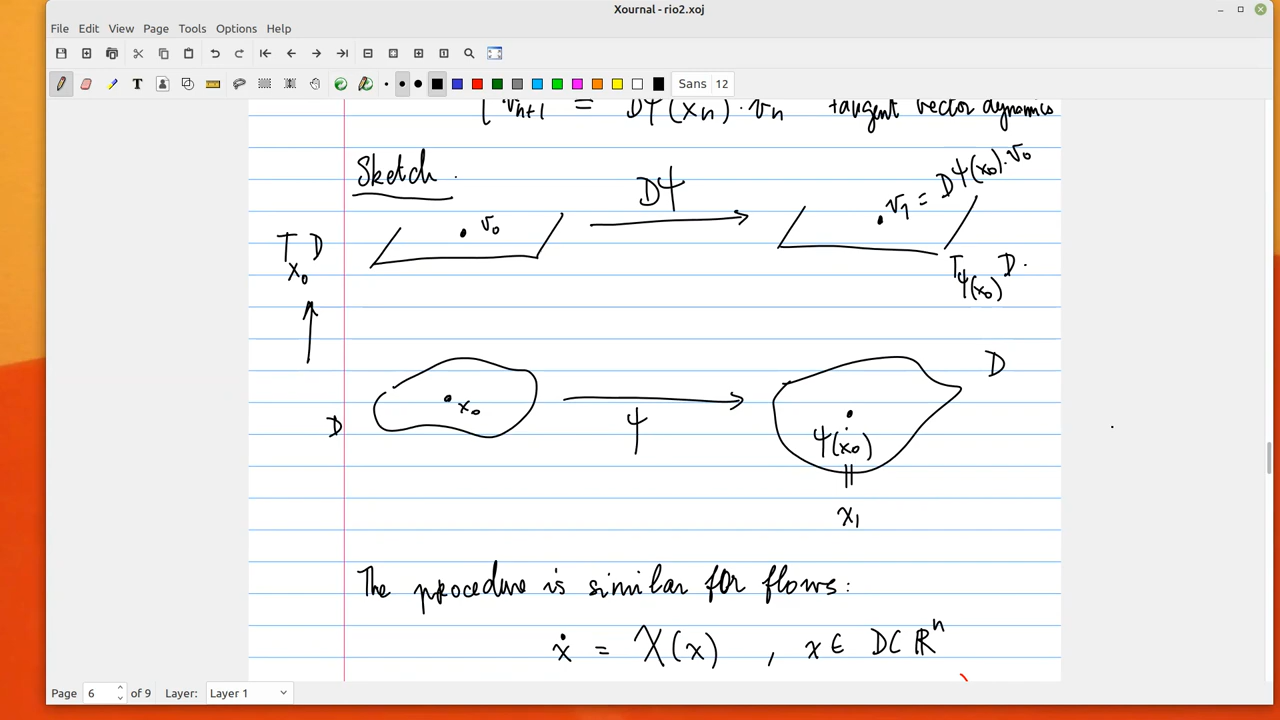 Xournal - rio2.xoj
File Edit View Page Tools Options Help
Sans 12
v_{n+1} = DΨ(x_n) · v_n tangent vector dynamics
Sketch.
DΨ
v_0
v_1 = DΨ(x_0)·v_0
T_{x_0} D
T_{Ψ(x_0)} D.
D
x_0
Ψ
D
Ψ(x_0)
||
x_1
The procedure is similar for flows:
ẋ = X(x) , x ∈ D ⊂ ℝ^n
Page 6 of 9 Layer: Layer 1